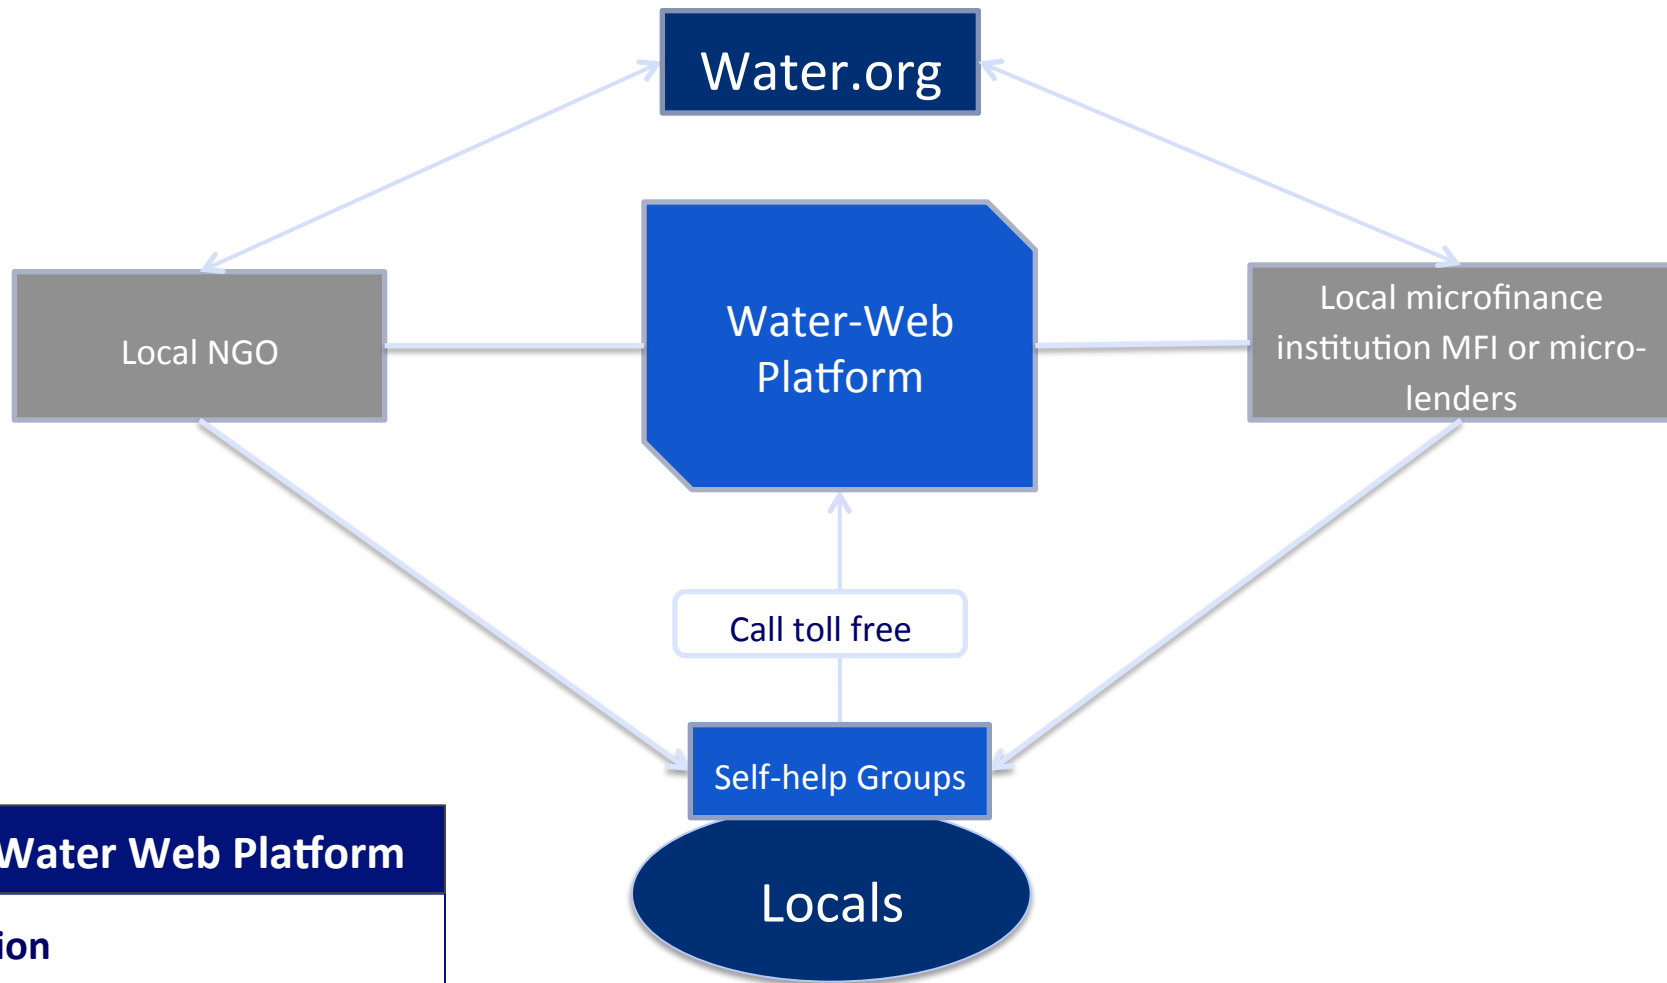 Water.org
Water-Web
Platform
Local NGO
Local microfinance
institution MFI or micro-
lenders
Call toll free
Self-help Groups
Locals
Water Web Platform